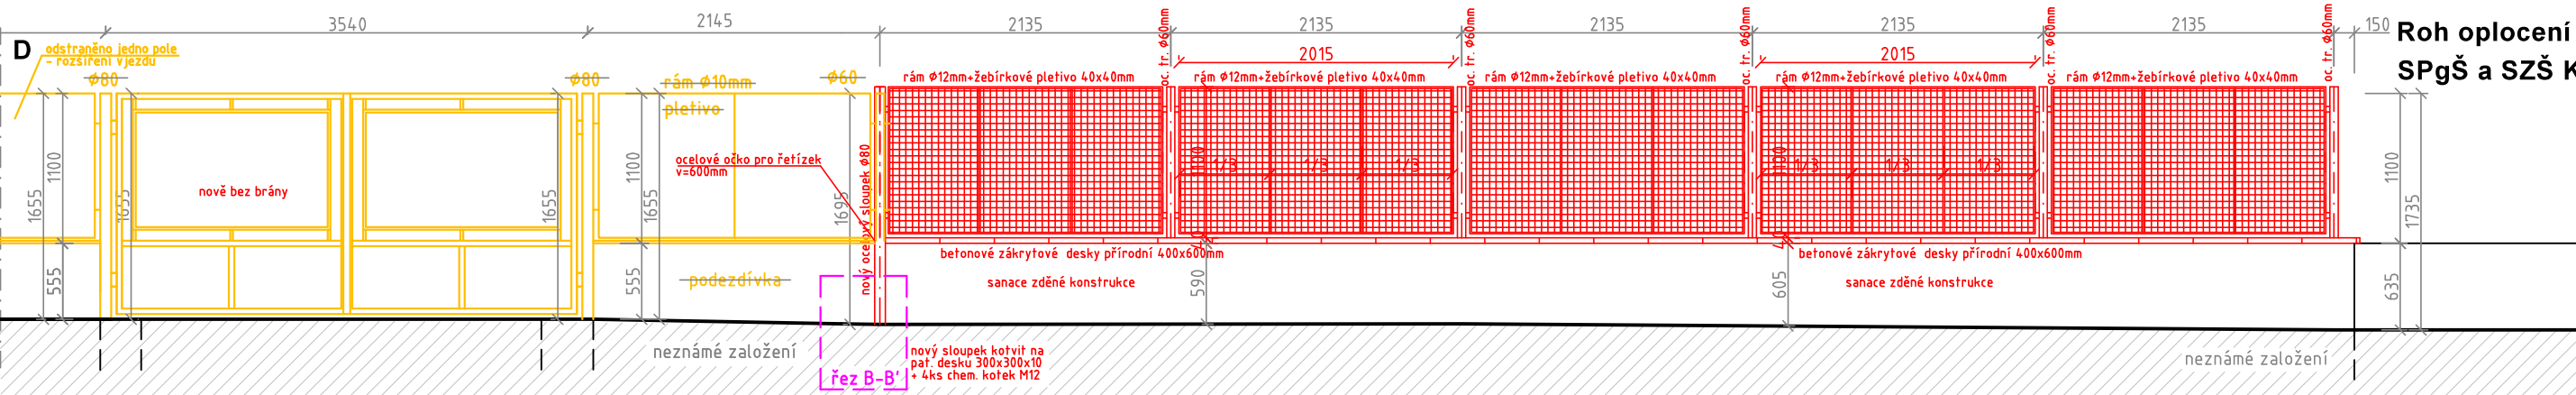 3540
2145
2135
2135
2135
2135
2135
150
D
odstraněno jedno pole
- rozšíření vjezdu
Roh oplocení
SPgŠ a SZŠ K
oc. tr. Ø60mm
oc. tr. Ø60mm
oc. tr. Ø60mm
oc. tr. Ø60mm
oc. tr. Ø60mm
2015
2015
Ø80
Ø80
rám Ø10mm
pletivo
Ø60
rám Ø12mm+žebírkové pletivo 40x40mm
rám Ø12mm+žebírkové pletivo 40x40mm
rám Ø12mm+žebírkové pletivo 40x40mm
rám Ø12mm+žebírkové pletivo 40x40mm
rám Ø12mm+žebírkové pletivo 40x40mm
1655
1100
555
1655
nově bez brány
1655
1100
1655
555
ocelové očko pro řetízek
v=600mm
podezdívka
1695
nový ocelový sloupek Ø80
1100
1/3
1/3
1/3
1100
1/3
1/3
1/3
40
40
betonové zákrytové desky přírodní 400x600mm
sanace zděné konstrukce
590
betonové zákrytové desky přírodní 400x600mm
sanace zděné konstrukce
605
1100
1735
635
neznámé založení
řez B-B'
nový sloupek kotvit na
pat. desku 300x300x10
+ 4ks chem. kotek M12
neznámé založení